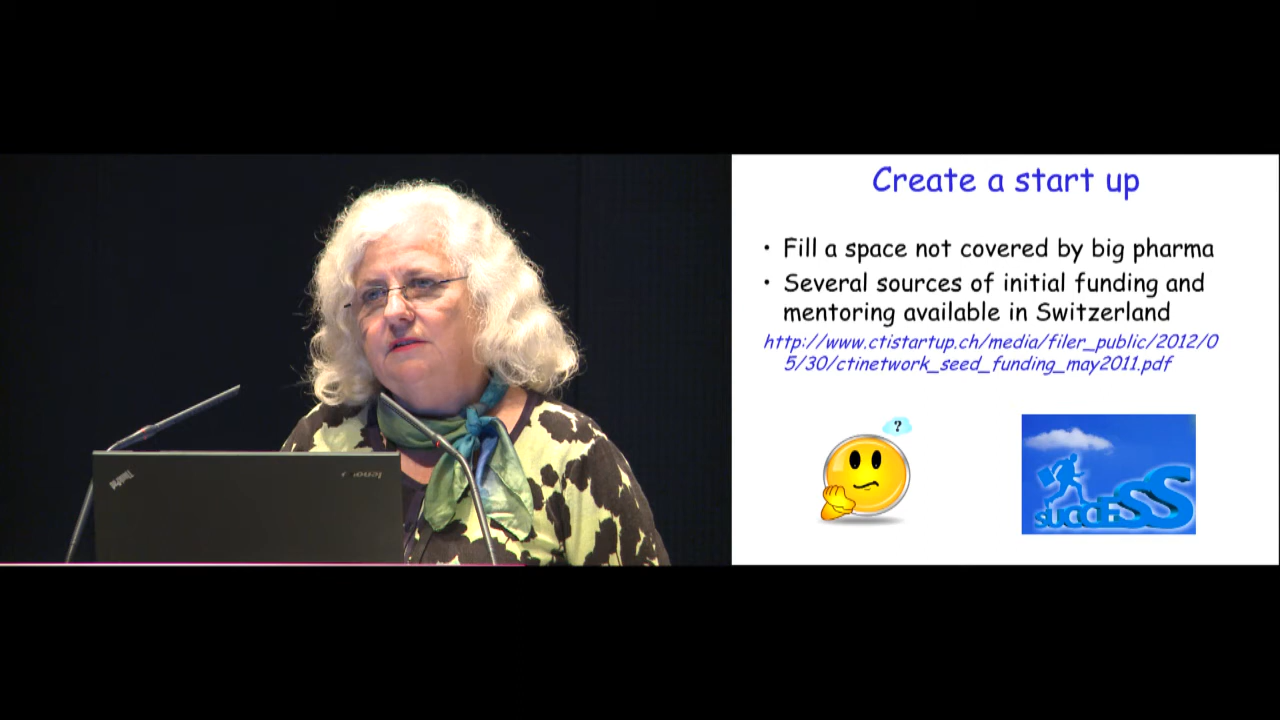 Create a start up
• Fill a space not covered by big pharma
• Several sources of initial funding and
mentoring available in Switzerland
http://www.ctistartup.ch/media/filer_public/2012/0
5/30/ctinetwork_seed_funding_may2011.pdf
?
SUCCESS
ThinkPad
lenovo